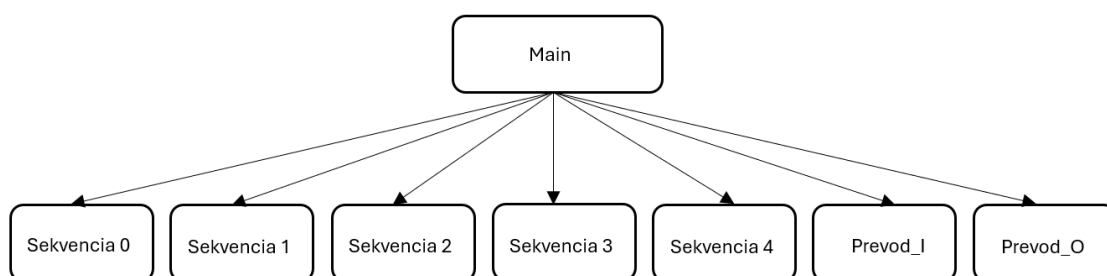 Main
Sekvencia 0
Sekvencia 1
Sekvencia 2
Sekvencia 3
Sekvencia 4
Prevod_I
Prevod_O